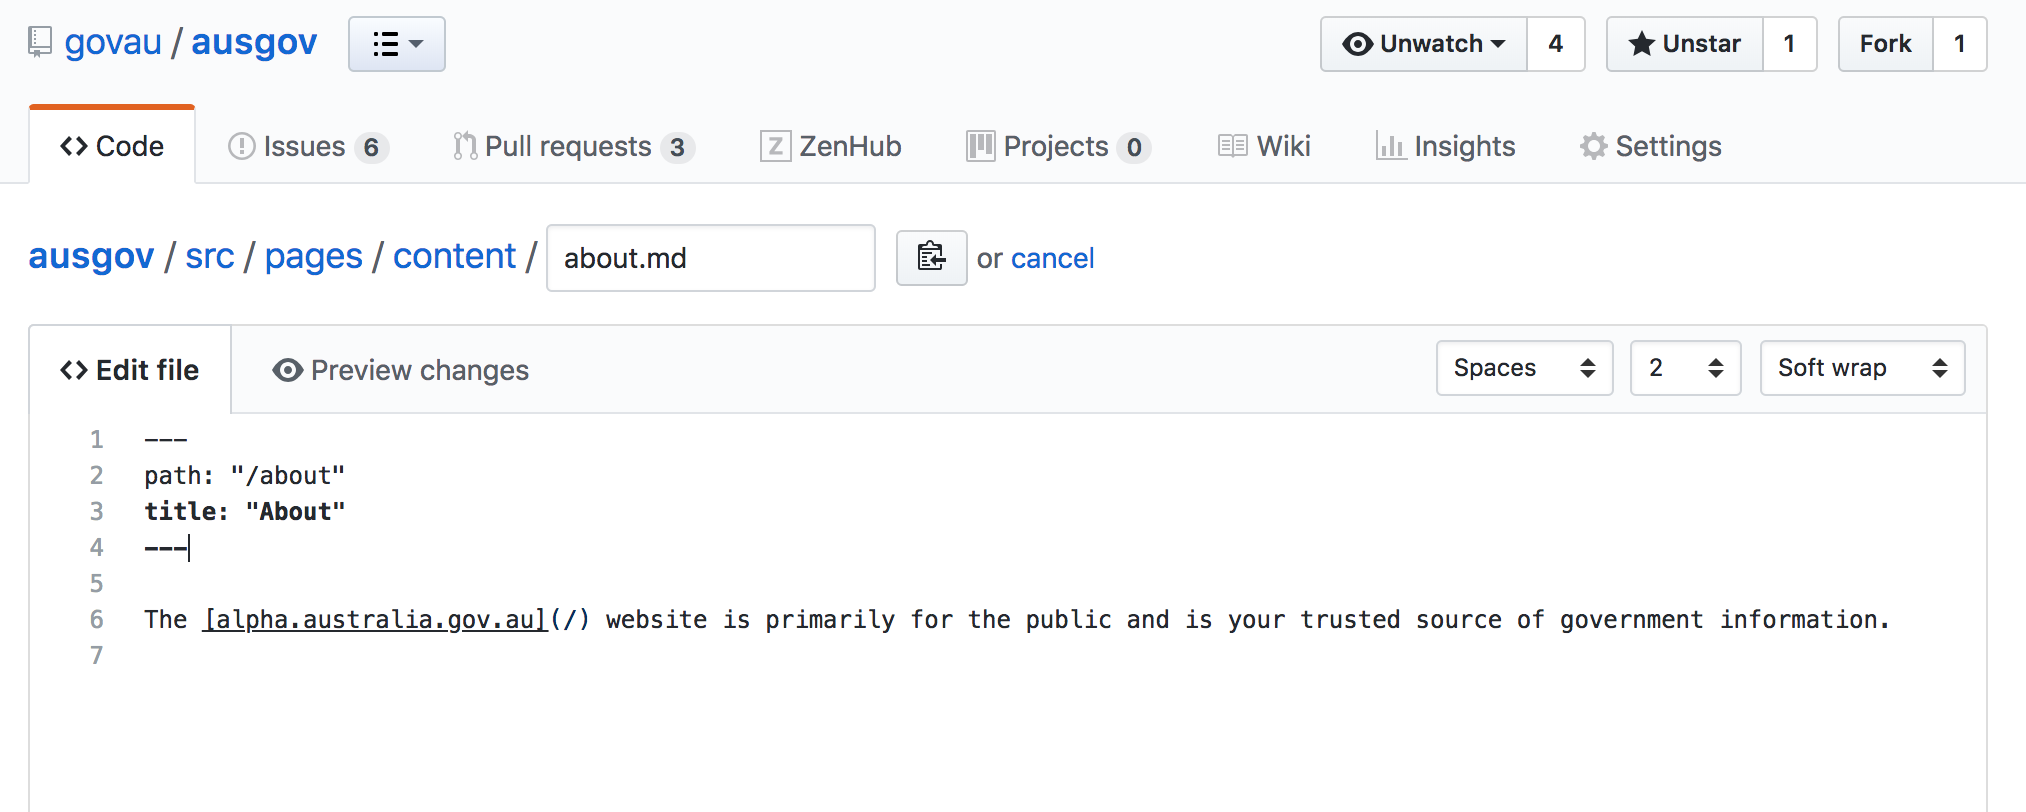 govau / ausgov
Unwatch 4 Unstar 1 Fork 1
Code Issues 6 Pull requests 3 ZenHub Projects 0 Wiki Insights Settings
ausgov / src / pages / content / about.md or cancel
Edit file Preview changes Spaces 2 Soft wrap
1 ---
2 path: "/about"
3 title: "About"
4 ---
5
6 The [alpha.australia.gov.au](/) website is primarily for the public and is your trusted source of government information.
7